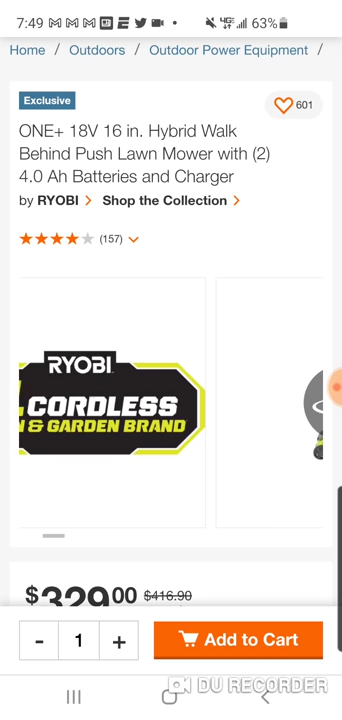 7:49 63%
Home / Outdoors / Outdoor Power Equipment /
Exclusive
601
ONE+ 18V 16 in. Hybrid Walk
Behind Push Lawn Mower with (2)
4.0 Ah Batteries and Charger
by RYOBI > Shop the Collection >
(157)
RYOBI
CORDLESS
N & GARDEN BRAND
$329.00 $416.90
- 1 + Add to Cart
DU RECORDER